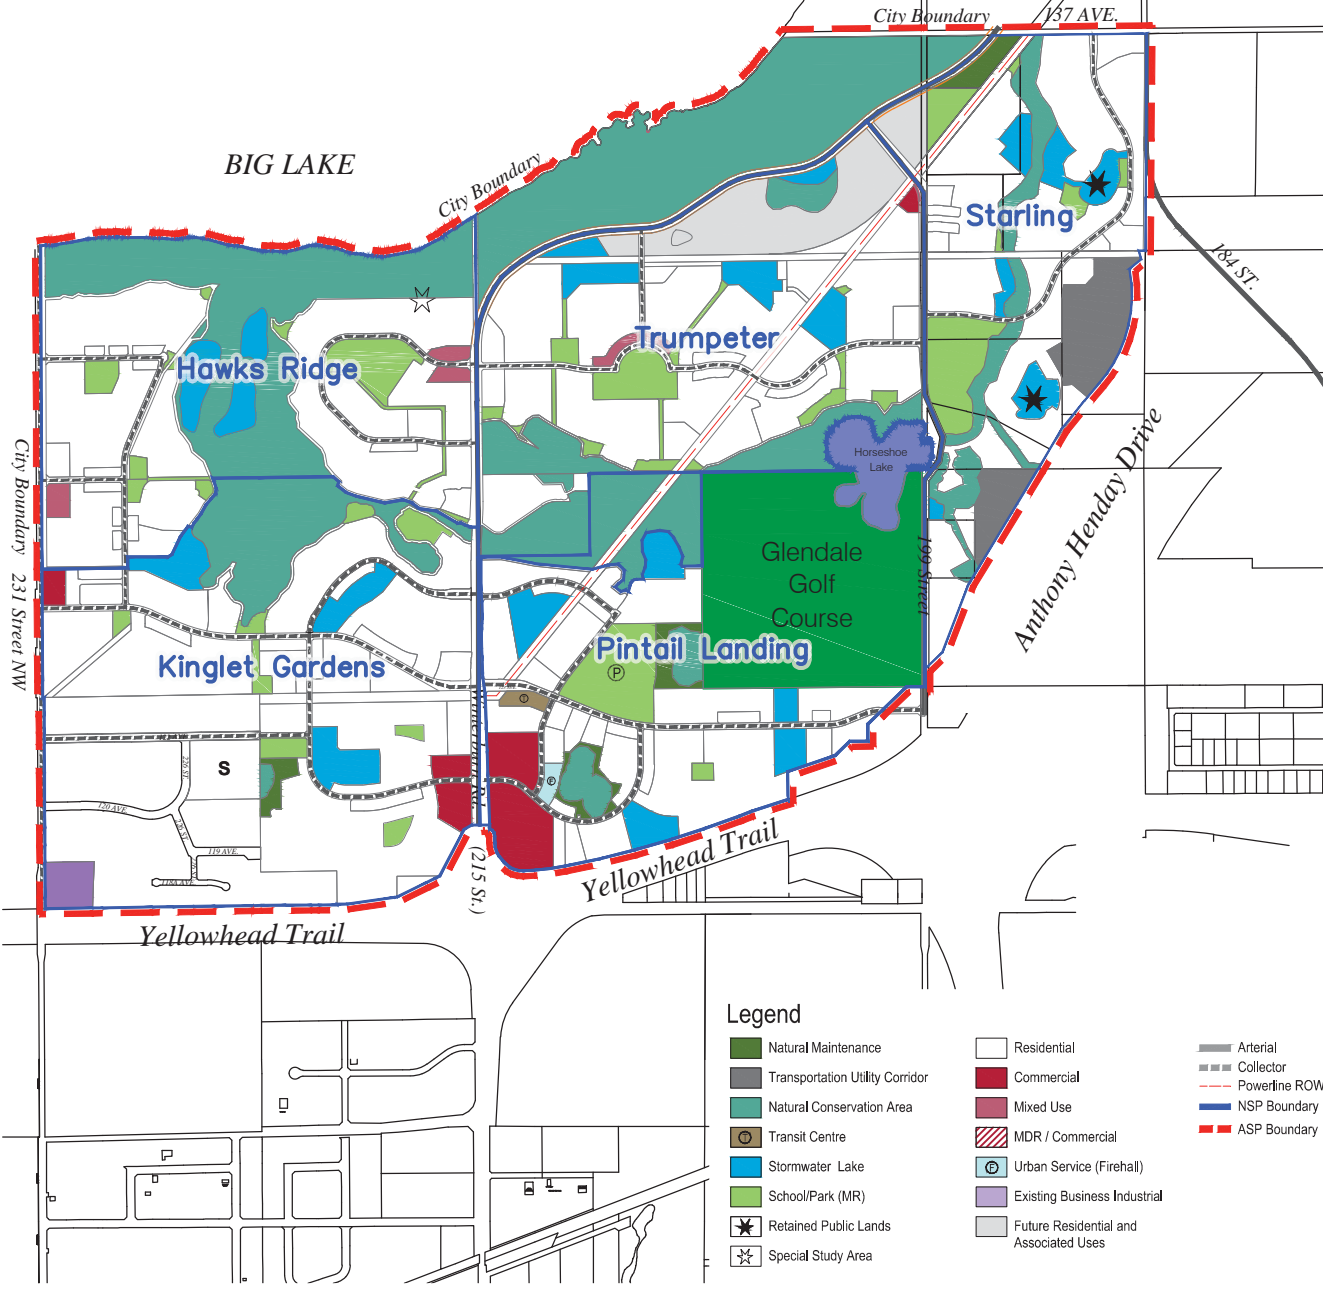 City Boundary
137 AVE.
BIG LAKE
City Boundary
Starling
184 ST.
Trumpeter
Hawks Ridge
Horseshoe
Lake
City Boundary 231 Street NW
Anthony Henday Drive
Glendale
Golf
Course
199 Street
Pintail Landing
Kinglet Gardens
P
T
S
226 ST.
F
120 AVE.
119 AVE.
118A AVE.
Yellowhead Trail
(215 St.)
Yellowhead Trail
Legend
Natural Maintenance
Transportation Utility Corridor
Natural Conservation Area
T Transit Centre
Stormwater Lake
School/Park (MR)
Retained Public Lands
Special Study Area
Residential
Commercial
Mixed Use
MDR / Commercial
F Urban Service (Firehall)
Existing Business Industrial
Future Residential and
Associated Uses
Arterial
Collector
Powerline ROW
NSP Boundary
ASP Boundary